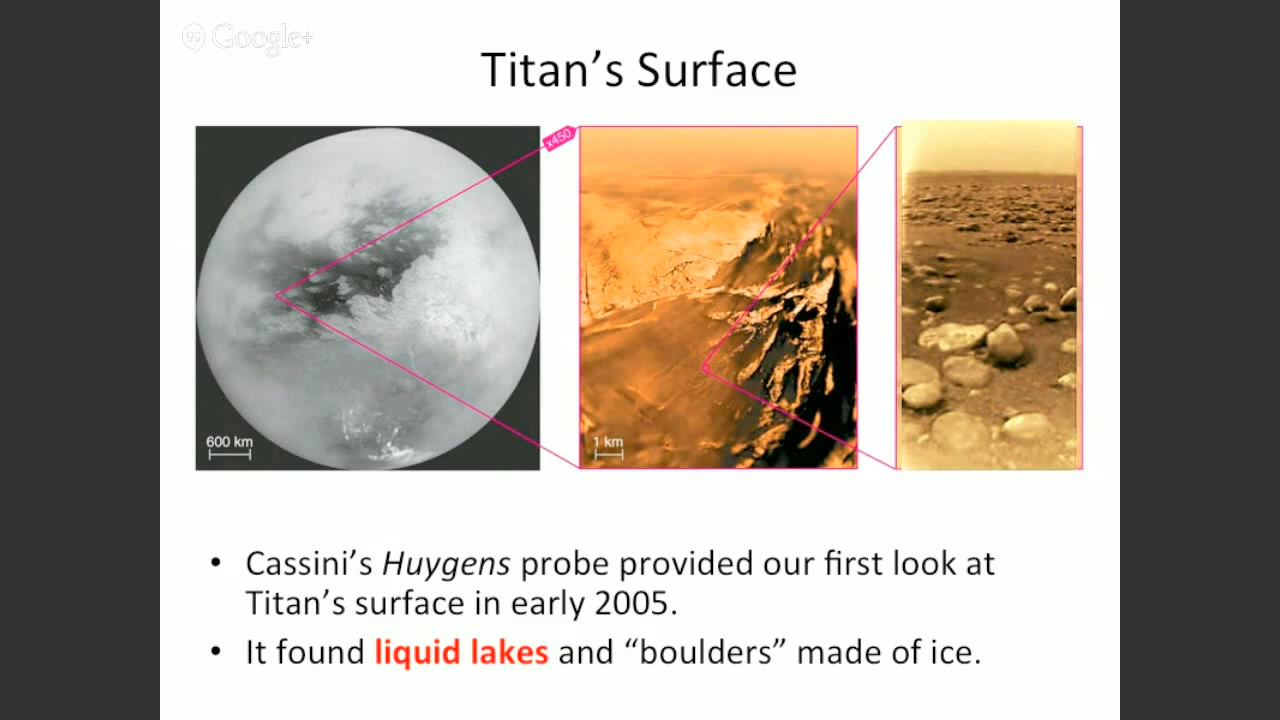 Google+
Titan’s Surface
x450
600 km
1 km
• Cassini’s Huygens probe provided our first look at
Titan’s surface in early 2005.
• It found liquid lakes and “boulders” made of ice.